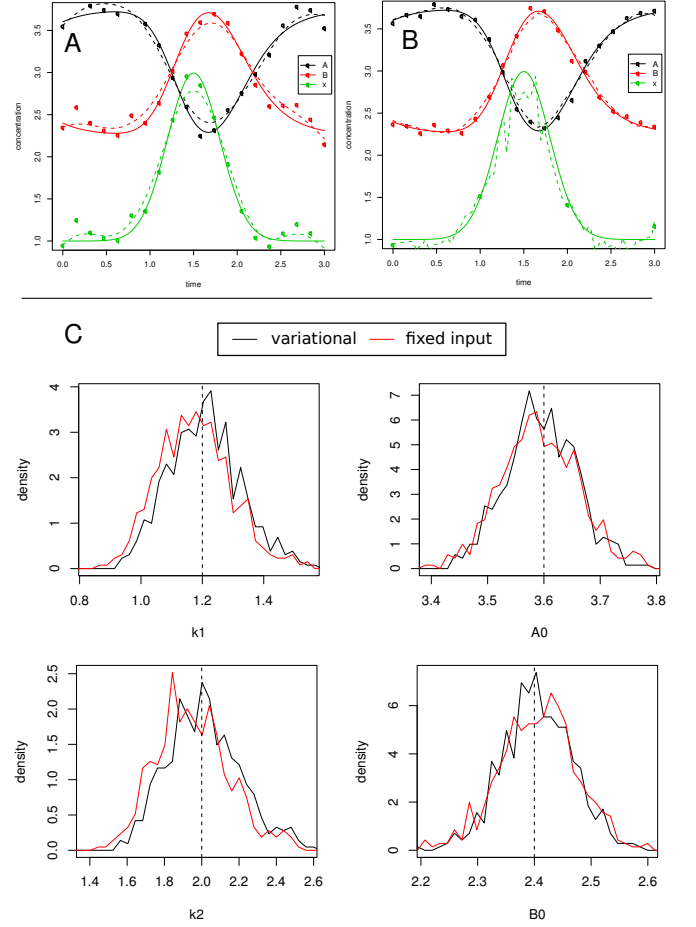 A
3.5
3.0
2.5
2.0
1.5
1.0
concentration
0.0 0.5 1.0 1.5 2.0 2.5 3.0
time
A
B
x
B
3.5
3.0
2.5
2.0
1.5
1.0
concentration
0.0 0.5 1.0 1.5 2.0 2.5 3.0
time
A
B
x
C
variational fixed input
4
3
2
1
0
density
0.8 1.0 1.2 1.4
k1
7
6
5
4
3
2
1
0
density
3.4 3.5 3.6 3.7 3.8
A0
2.5
2.0
1.5
1.0
0.5
0.0
density
1.4 1.6 1.8 2.0 2.2 2.4 2.6
k2
6
4
2
0
density
2.2 2.3 2.4 2.5 2.6
B0